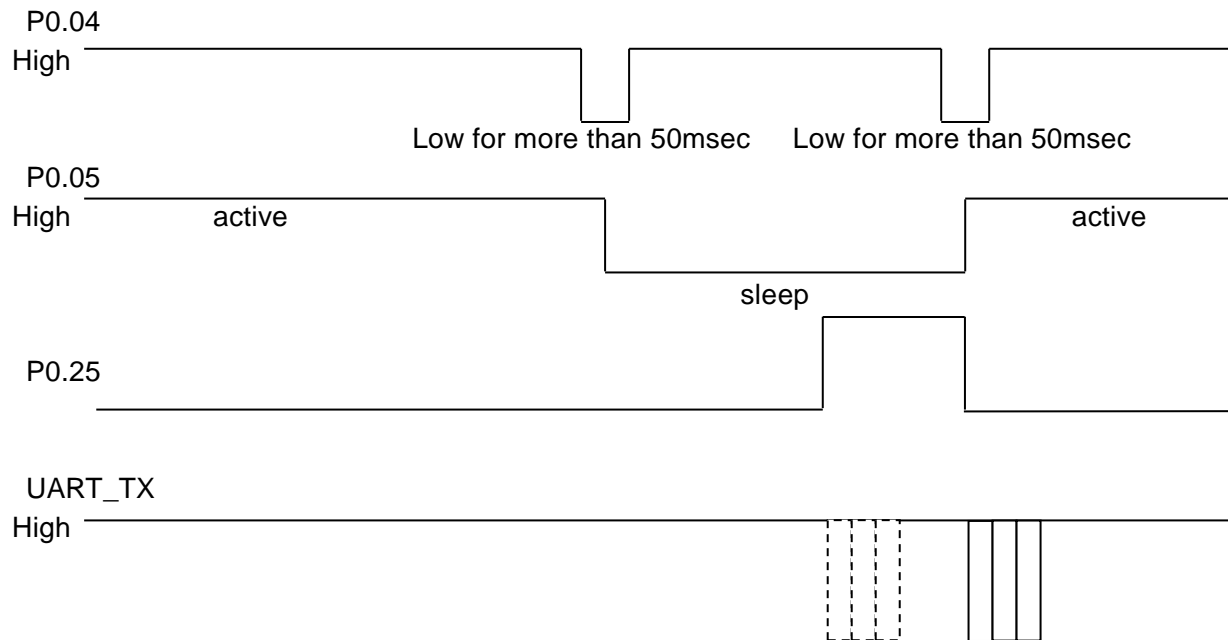 P0.04
High
Low for more than 50msec Low for more than 50msec
P0.05
High active active
sleep
P0.25
UART_TX
High